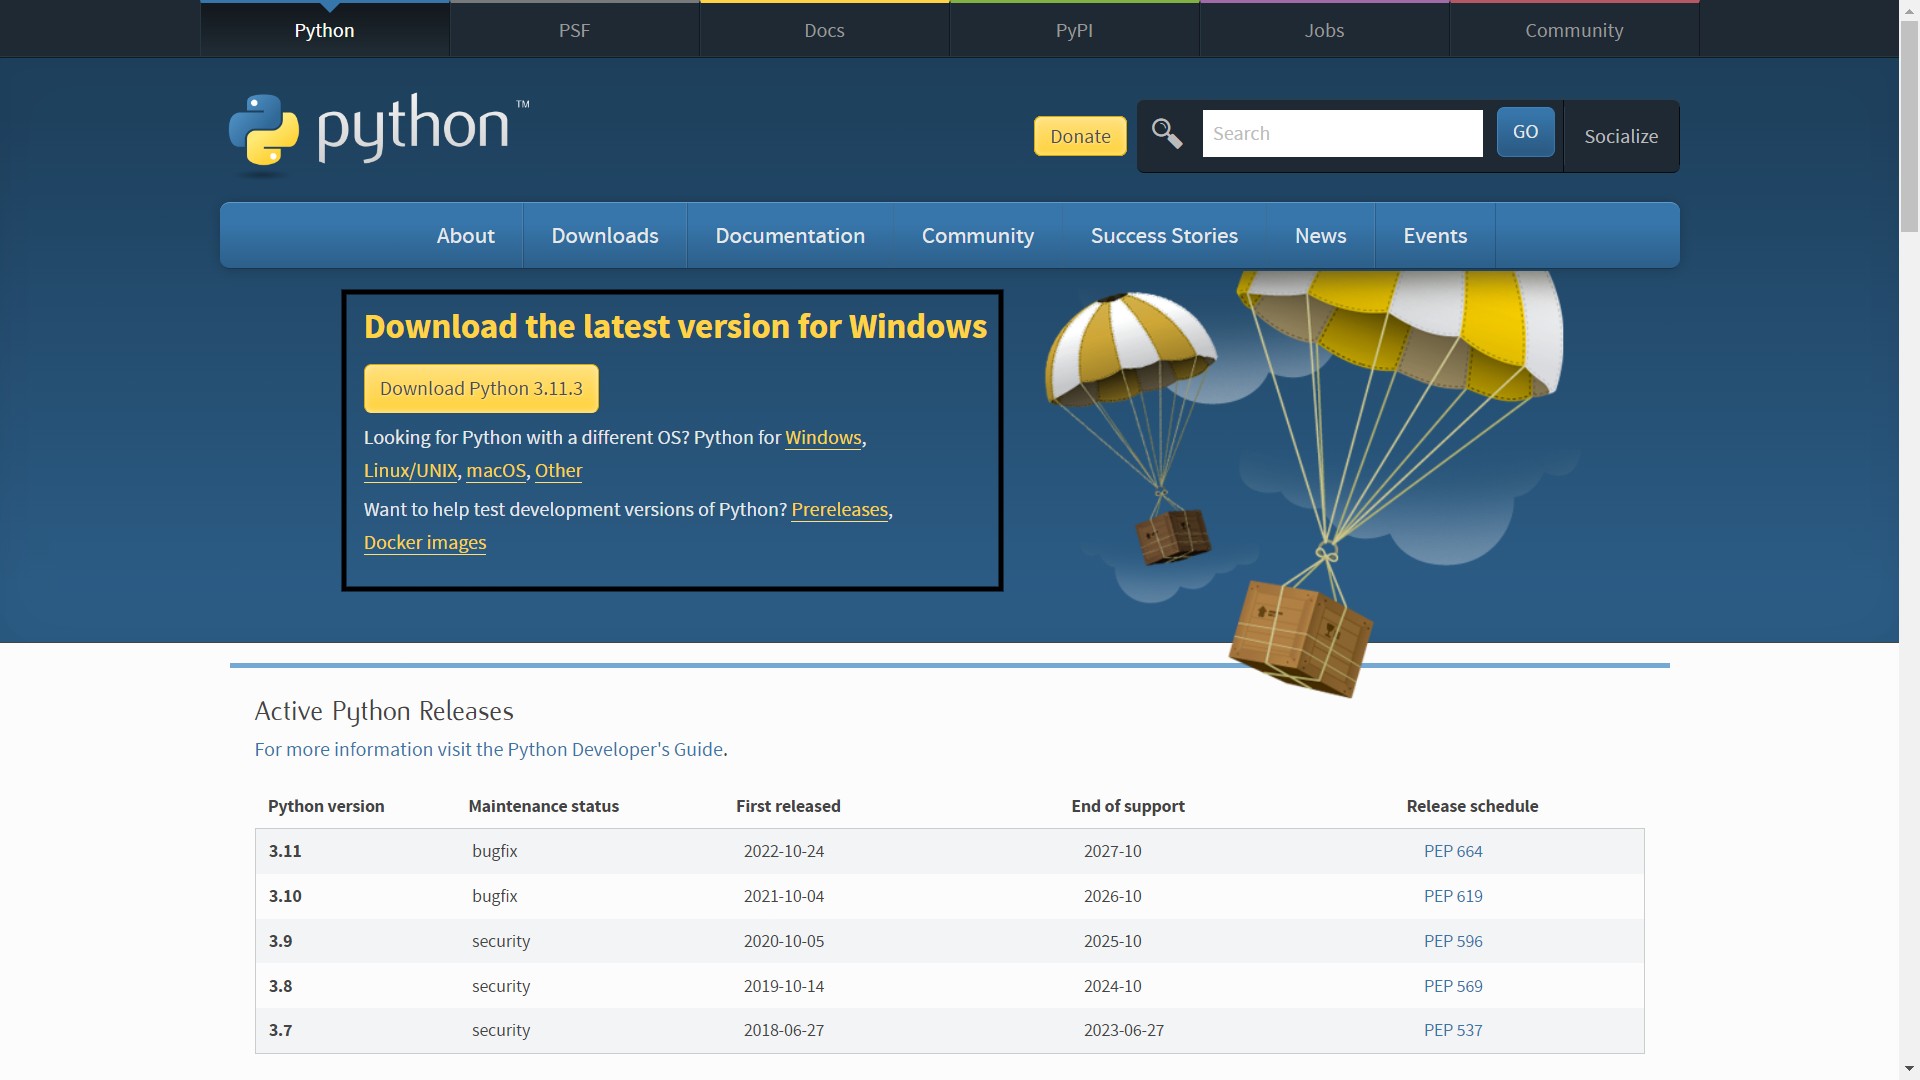 Python PSF Docs PyPI Jobs Community
python™
Donate Search GO Socialize
About Downloads Documentation Community Success Stories News Events
Download the latest version for Windows
Download Python 3.11.3
Looking for Python with a different OS? Python for Windows,
Linux/UNIX, macOS, Other
Want to help test development versions of Python? Prereleases,
Docker images
Active Python Releases
For more information visit the Python Developer's Guide.
Python version Maintenance status First released End of support Release schedule
3.11 bugfix 2022-10-24 2027-10 PEP 664
3.10 bugfix 2021-10-04 2026-10 PEP 619
3.9 security 2020-10-05 2025-10 PEP 596
3.8 security 2019-10-14 2024-10 PEP 569
3.7 security 2018-06-27 2023-06-27 PEP 537